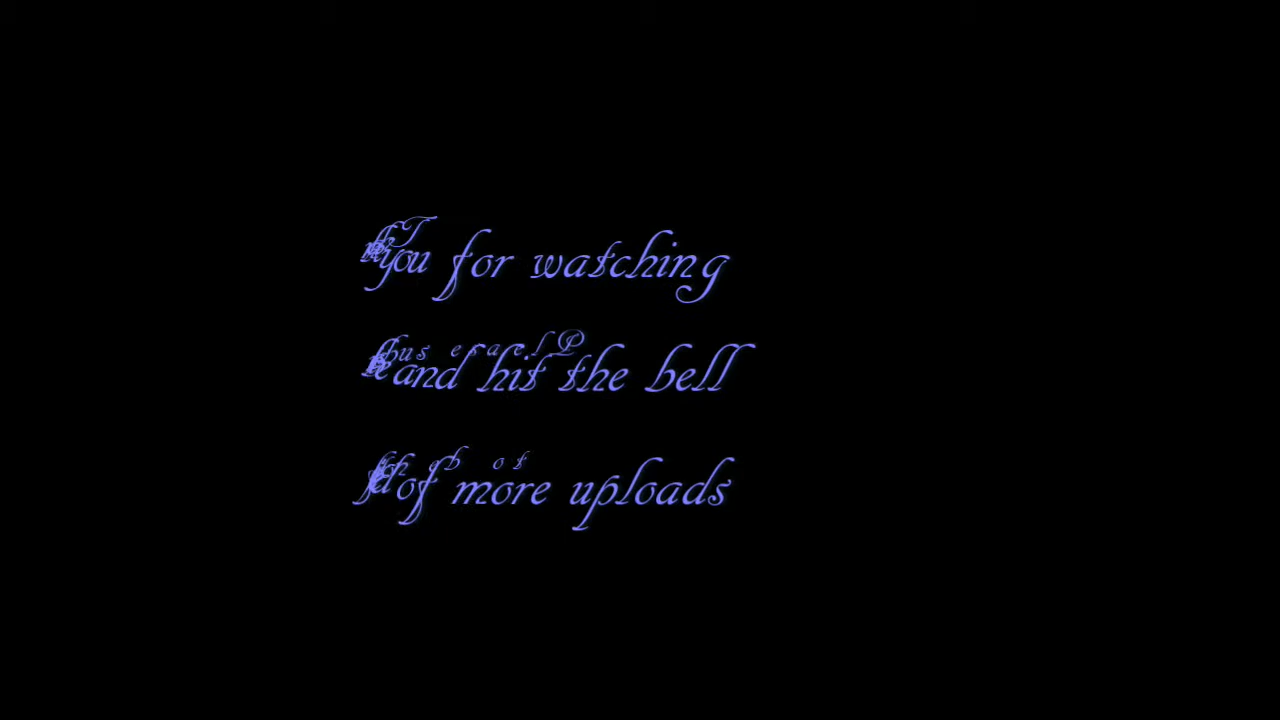 you for watching
and hit the bell
of more uploads